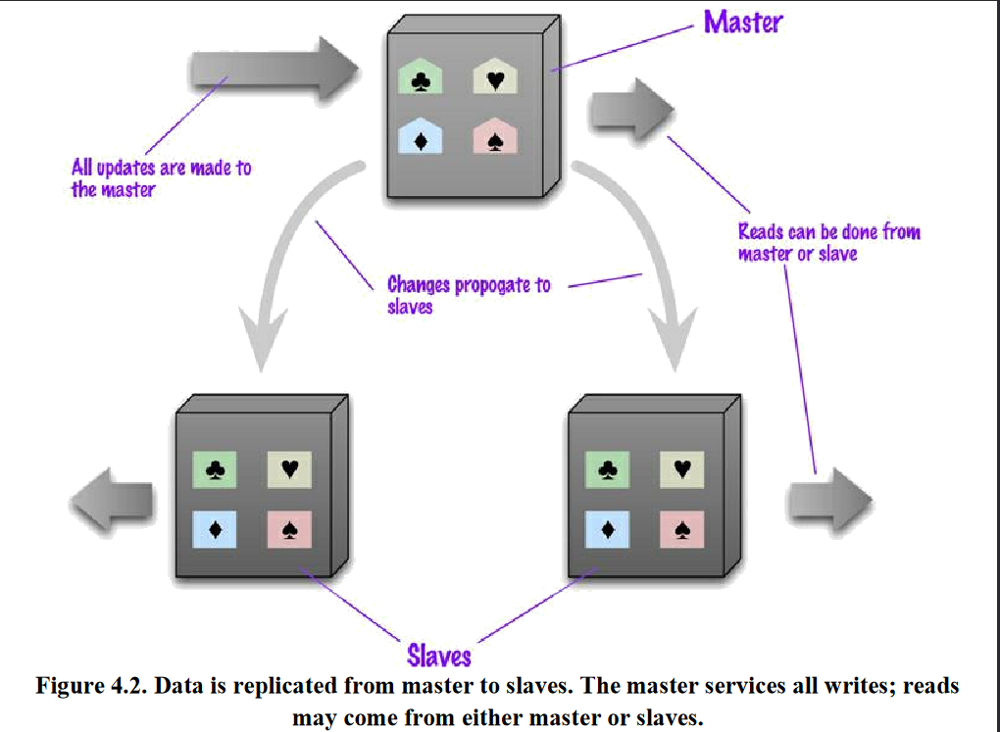 Master
All updates are made to
the master
Reads can be done from
master or slave
Changes propogate to
slaves
Slaves
Figure 4.2. Data is replicated from master to slaves. The master services all writes; reads
may come from either master or slaves.